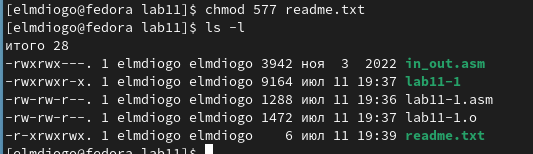 [elmdiogo@fedora lab11]$ chmod 577 readme.txt
[elmdiogo@fedora lab11]$ ls -l
итого 28
-rwxrwx---. 1 elmdiogo elmdiogo 3942 ноя  3  2022 in_out.asm
-rwxrwxr-x. 1 elmdiogo elmdiogo 9164 июл 11 19:37 lab11-1
-rw-rw-r--. 1 elmdiogo elmdiogo 1288 июл 11 19:36 lab11-1.asm
-rw-rw-r--. 1 elmdiogo elmdiogo 1472 июл 11 19:37 lab11-1.o
-r-xrwxrwx. 1 elmdiogo elmdiogo    6 июл 11 19:39 readme.txt
[elmdiogo@fedora lab11]$